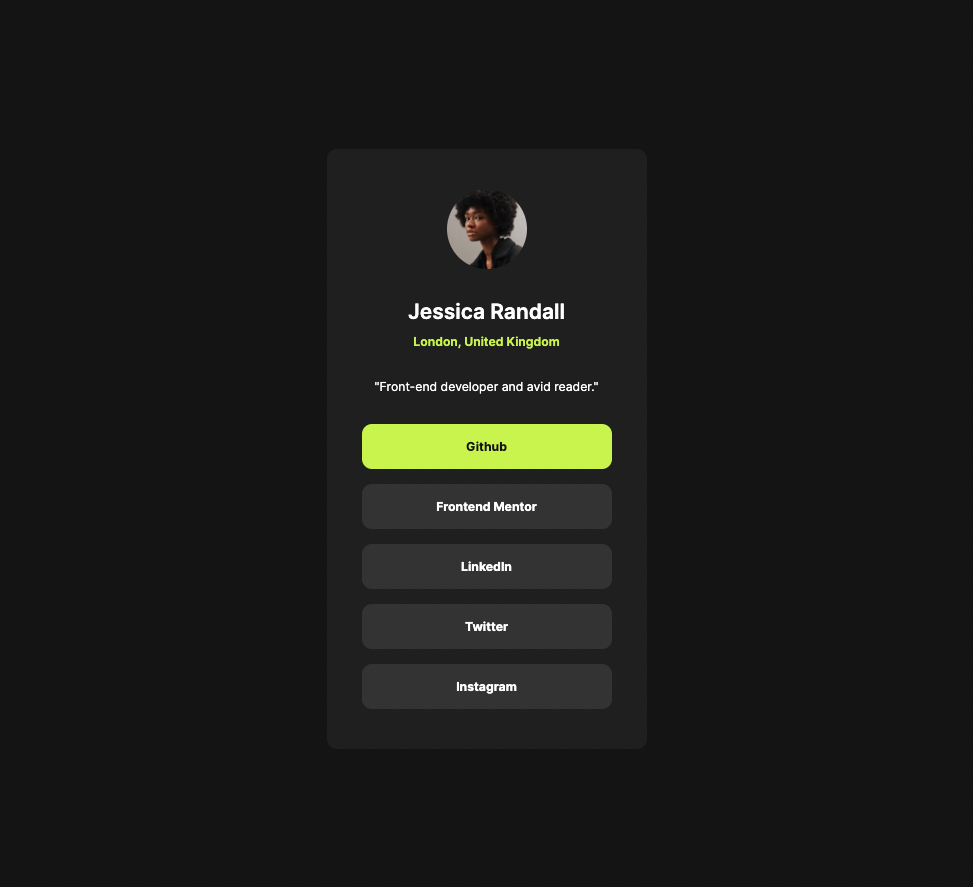 Jessica Randall
London, United Kingdom
"Front-end developer and avid reader."
Github
Frontend Mentor
LinkedIn
Twitter
Instagram